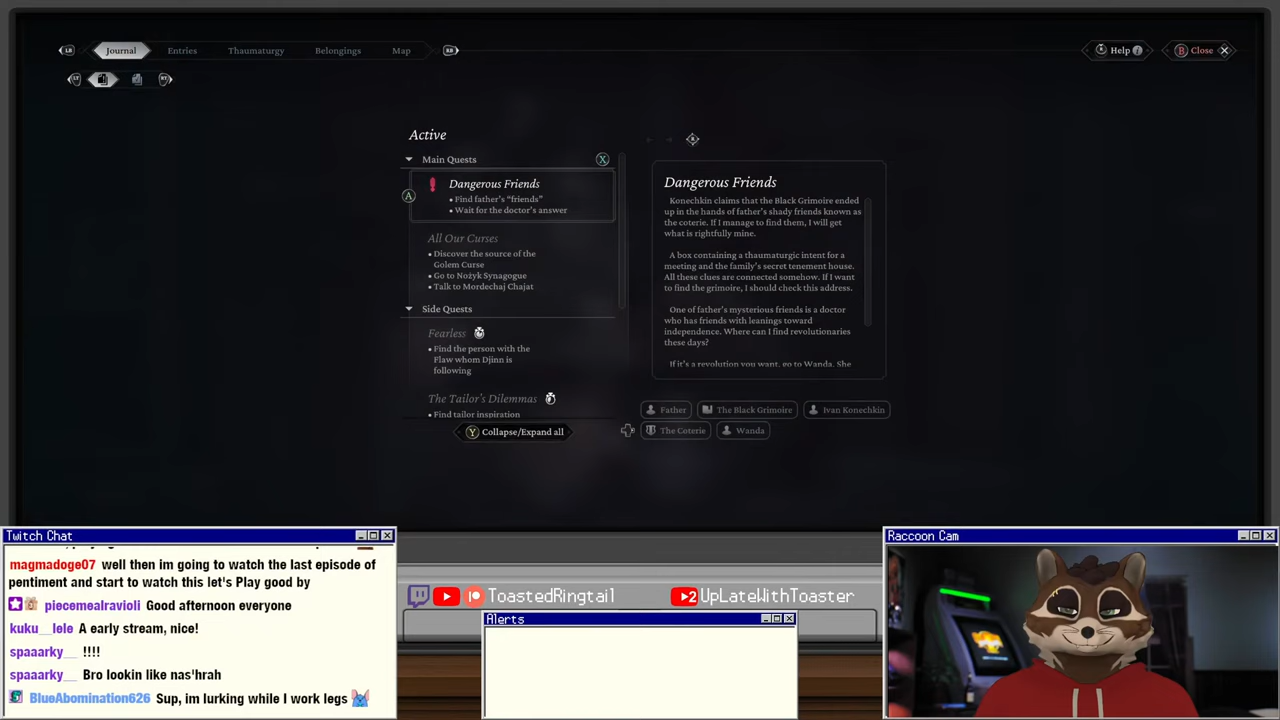 LB Journal Entries Thaumaturgy Belongings Map RB
Help i B Close
LT RT
Active
Main Quests X
Dangerous Friends
A • Find father's "friends"
• Wait for the doctor's answer
All Our Curses
• Discover the source of the
Golem Curse
• Go to Nożyk Synagogue
• Talk to Mordechaj Chajat
Side Quests
Fearless
• Find the person with the
Flaw whom Djinn is
following
The Tailor's Dilemmas
• Find tailor inspiration
Y Collapse/Expand all
R
Dangerous Friends
Konechkin claims that the Black Grimoire ended
up in the hands of father's shady friends known as
the coterie. If I manage to find them, I will get
what is rightfully mine.
A box containing a thaumaturgic intent for a
meeting and the family's secret tenement house.
All these clues are connected somehow. If I want
to find the grimoire, I should check this address.
One of father's mysterious friends is a doctor
who has friends with leanings toward
independence. Where can I find revolutionaries
these days?
If it's a revolution you want, go to Wanda. She
Father The Black Grimoire Ivan Konechkin
The Coterie Wanda
Twitch Chat
magmadoge07 well then im going to watch the last episode of
pentiment and start to watch this let's Play good by
piecemealravioli Good afternoon everyone
kuku__lele A early stream, nice!
spaaarky__ !!!!
spaaarky__ Bro lookin like nas'hrah
BlueAbomination626 Sup, im lurking while I work legs
ToastedRingtail 2 UpLateWithToaster
Alerts
Raccoon Cam